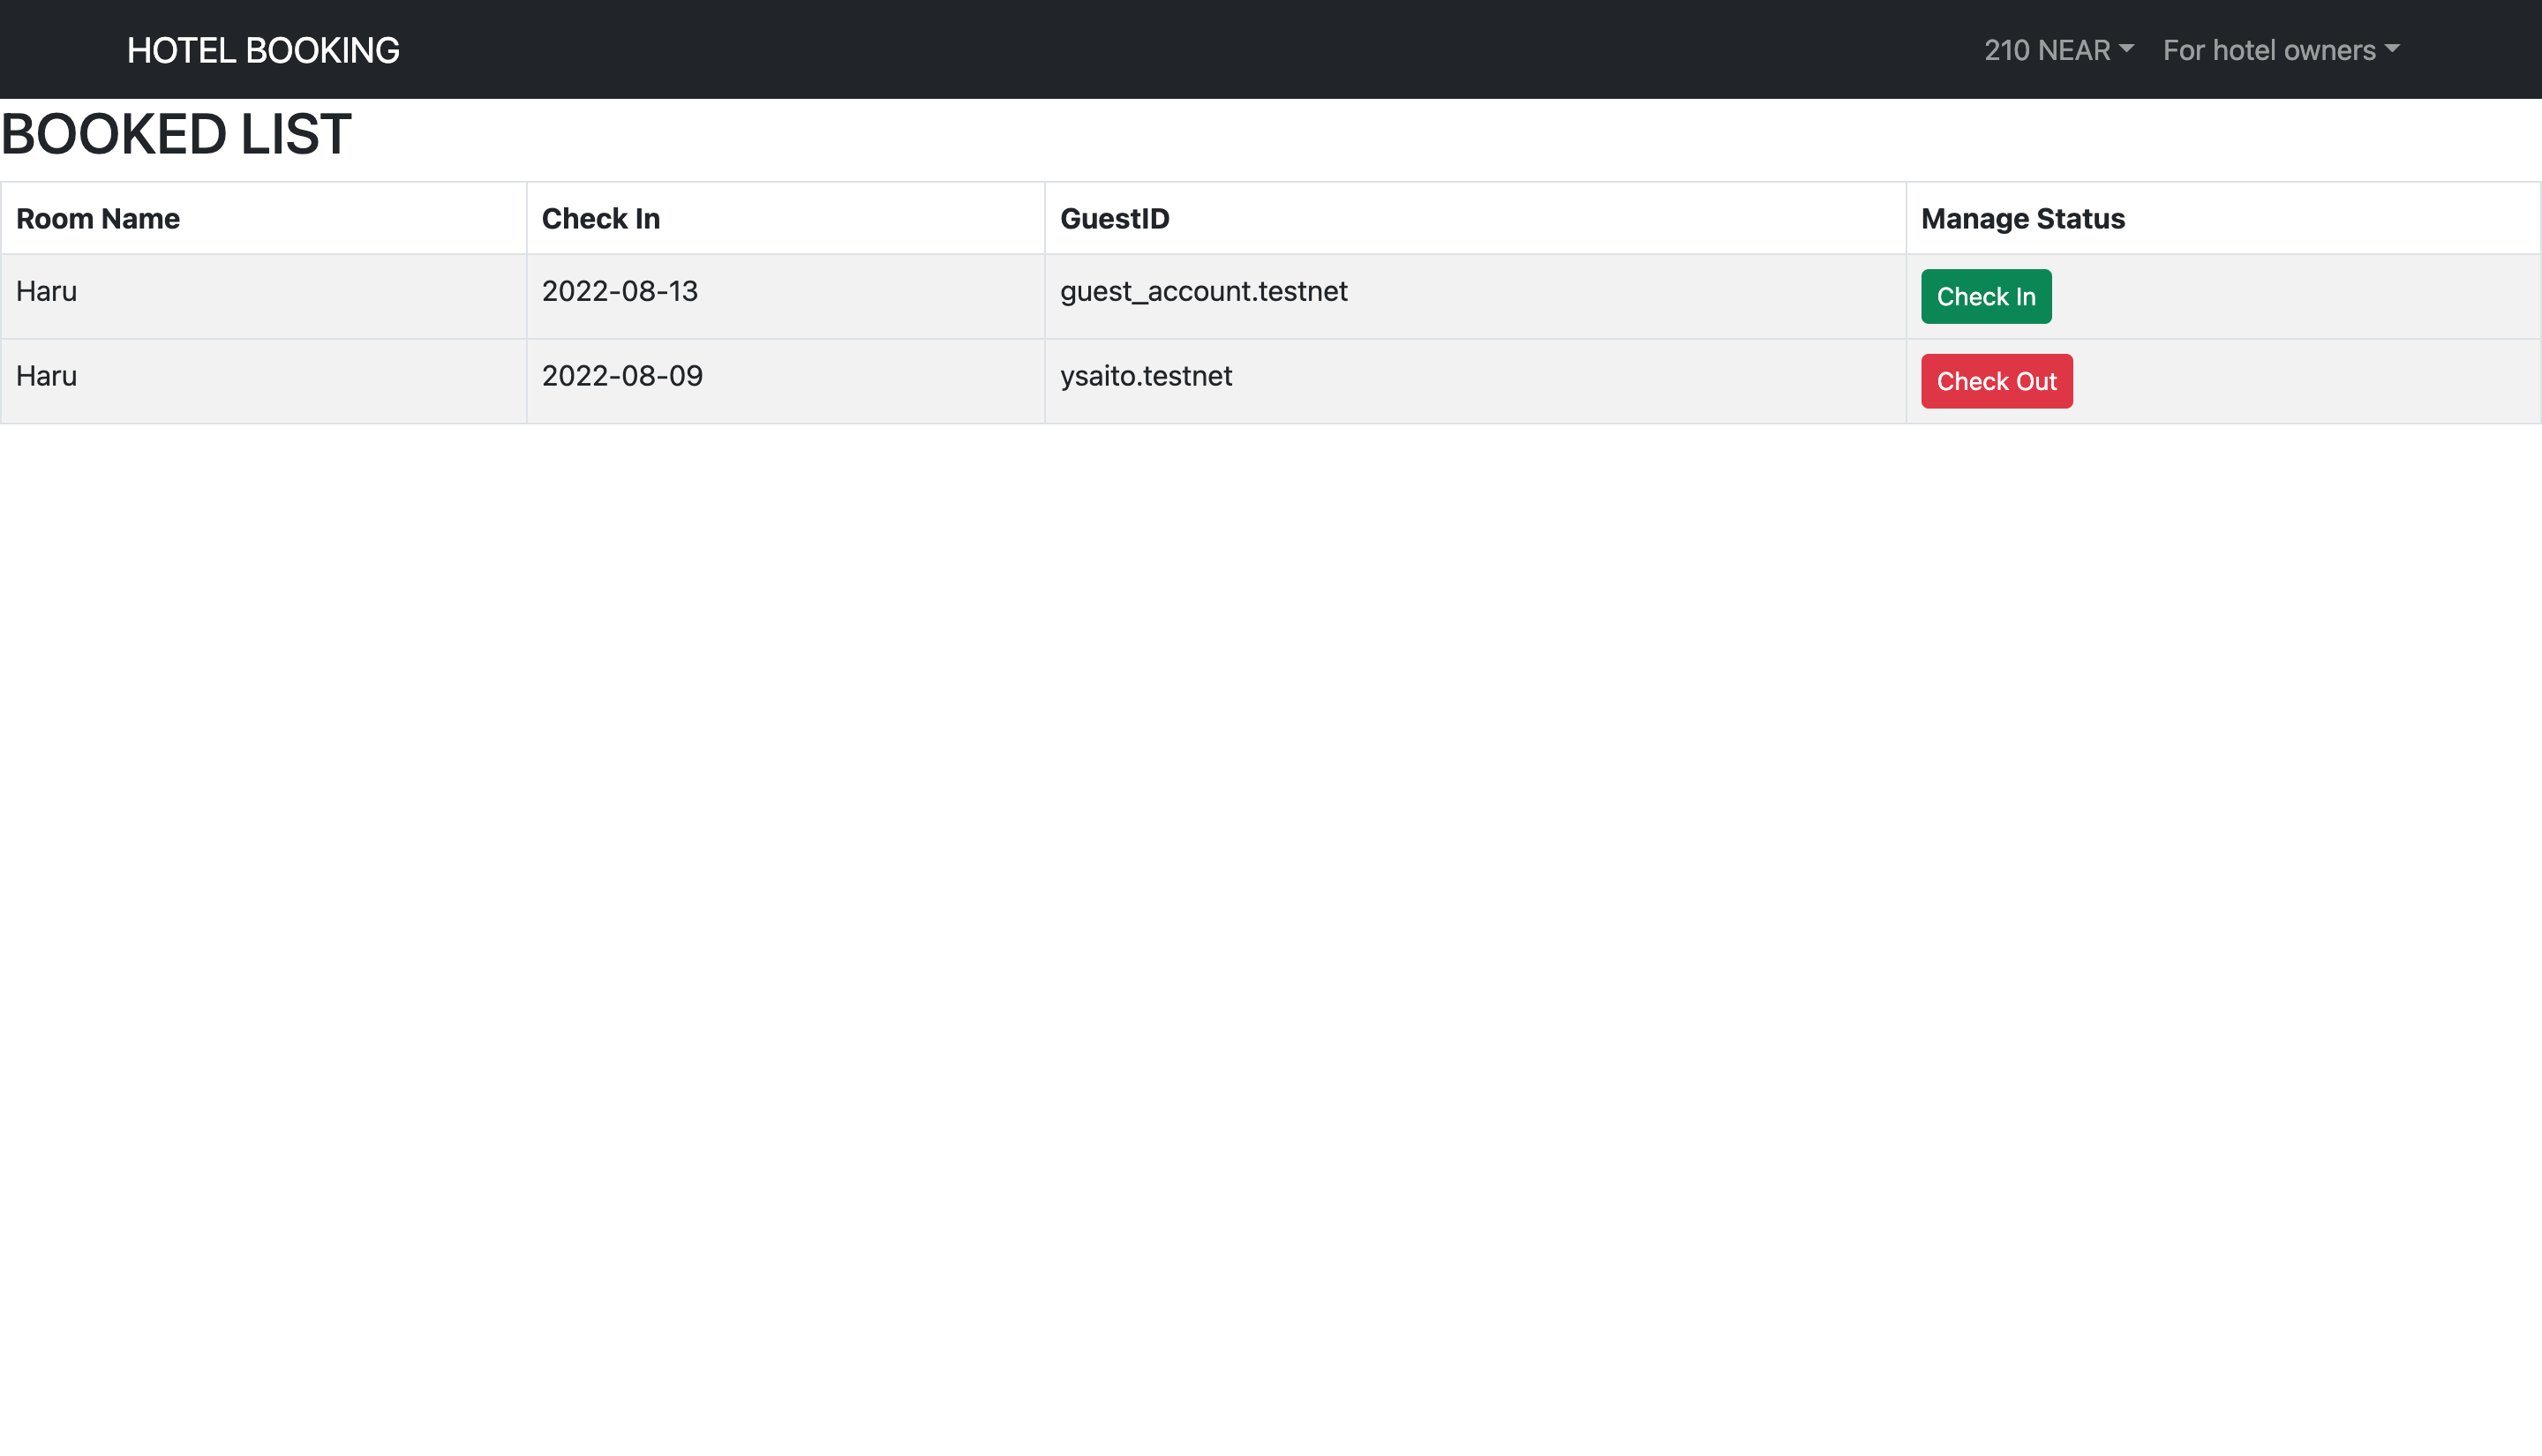 HOTEL BOOKING 210 NEAR For hotel owners
BOOKED LIST
Room Name Check In GuestID Manage Status
Haru 2022-08-13 guest_account.testnet Check In
Haru 2022-08-09 ysaito.testnet Check Out